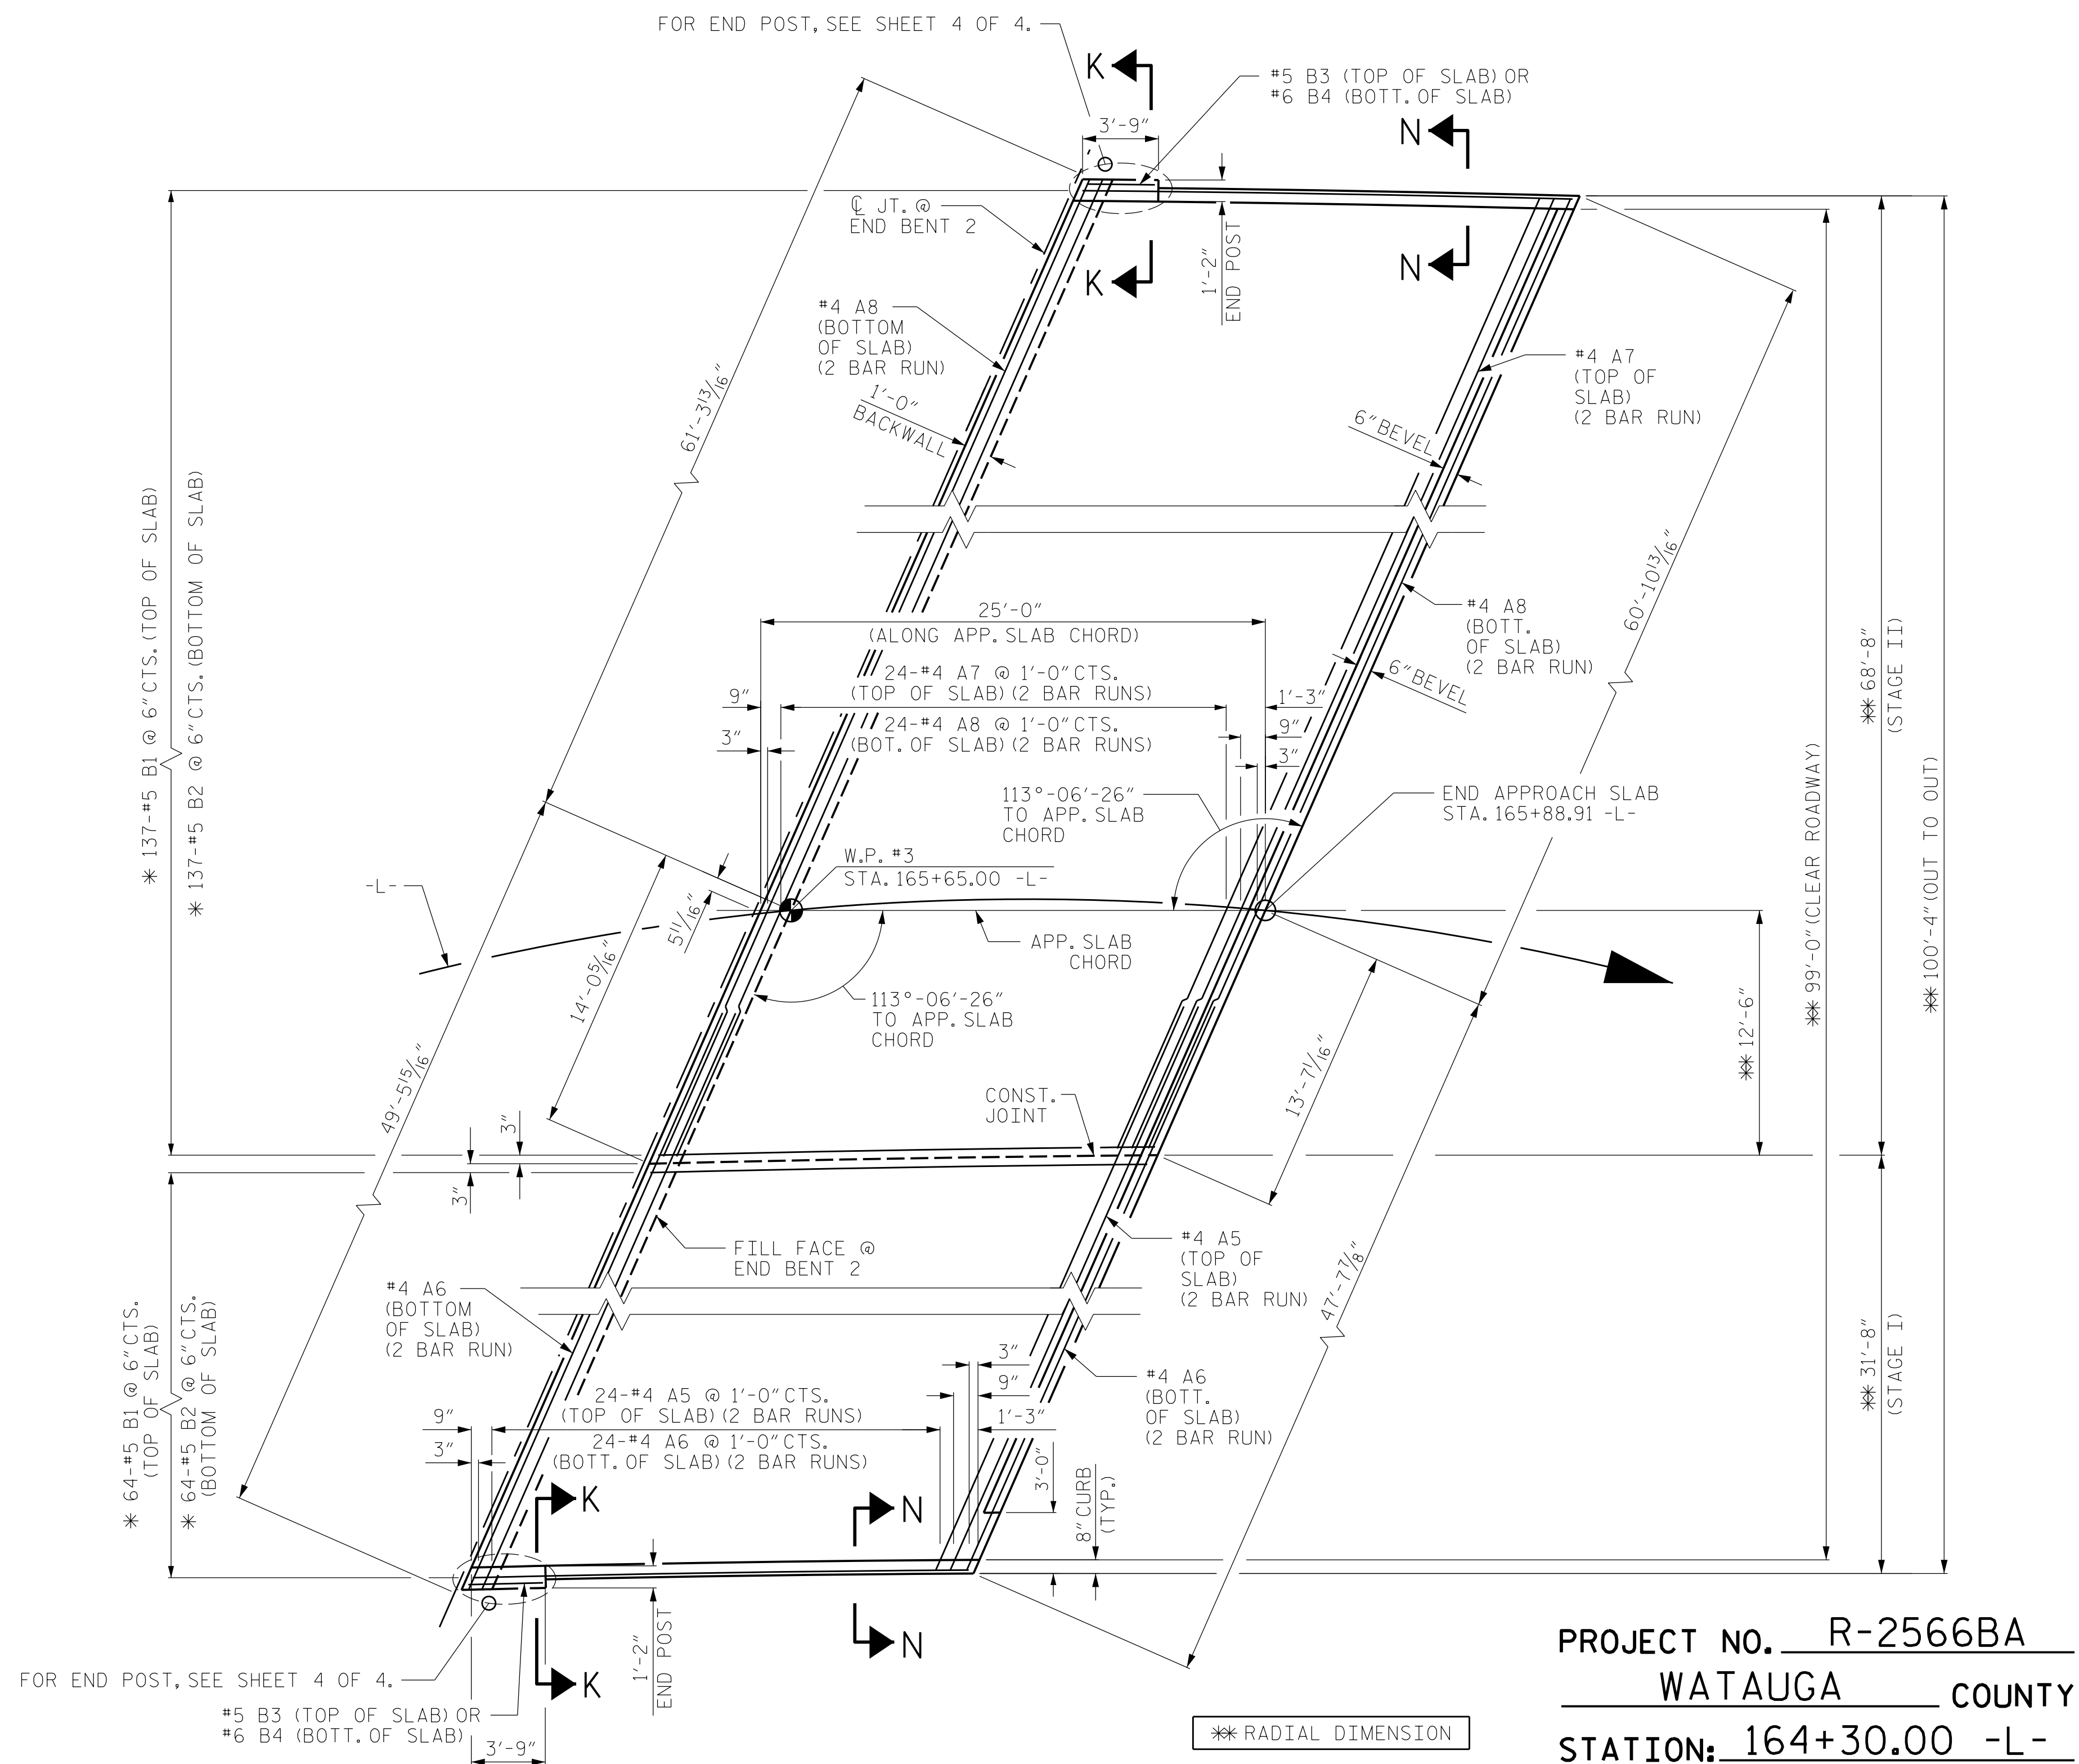 FOR END POST, SEE SHEET 4 OF 4.
K
K
#5 B3 (TOP OF SLAB) OR
#6 B4 (BOTT. OF SLAB)
3'-9"
N
N
℄ JT. @
END BENT 2
1'-2"
END POST
#4 A8
(BOTTOM
OF SLAB)
(2 BAR RUN)
1'-0"
BACKWALL
#4 A7
(TOP OF
SLAB)
(2 BAR RUN)
6" BEVEL
61'-3 13/16"
* 137-#5 B1 @ 6" CTS. (TOP OF SLAB)
* 137-#5 B2 @ 6" CTS. (BOTTOM OF SLAB)
25'-0"
(ALONG APP. SLAB CHORD)
24-#4 A7 @ 1'-0" CTS.
(TOP OF SLAB) (2 BAR RUNS)
24-#4 A8 @ 1'-0" CTS.
(BOT. OF SLAB) (2 BAR RUNS)
9"
3"
1'-3"
9"
3"
#4 A8
(BOTT.
OF SLAB)
(2 BAR RUN)
6" BEVEL
60'-10 13/16"
** 68'-8"
(STAGE II)
** 99'-0" (CLEAR ROADWAY)
** 100'-4" (OUT TO OUT)
113°-06'-26"
TO APP. SLAB
CHORD
END APPROACH SLAB
STA. 165+88.91 -L-
W.P. #3
STA. 165+65.00 -L-
-L-
5 11/16"
14'-0 5/16"
APP. SLAB
CHORD
113°-06'-26"
TO APP. SLAB
CHORD
** 12'-6"
13'-7 1/16"
49'-5 15/16"
CONST.
JOINT
3"
3"
FILL FACE @
END BENT 2
#4 A5
(TOP OF
SLAB)
(2 BAR RUN)
47'-7 7/8"
#4 A6
(BOTTOM
OF SLAB)
(2 BAR RUN)
* 64-#5 B1 @ 6" CTS.
(TOP OF SLAB)
* 64-#5 B2 @ 6" CTS.
(BOTTOM OF SLAB)
** 31'-8"
(STAGE I)
#4 A6
(BOTT.
OF SLAB)
(2 BAR RUN)
24-#4 A5 @ 1'-0" CTS.
(TOP OF SLAB) (2 BAR RUNS)
24-#4 A6 @ 1'-0" CTS.
(BOTT. OF SLAB) (2 BAR RUNS)
9"
3"
3"
9"
1'-3"
3'-0"
8" CURB
(TYP.)
K
K
N
N
1'-2"
END POST
FOR END POST, SEE SHEET 4 OF 4.
#5 B3 (TOP OF SLAB) OR
#6 B4 (BOTT. OF SLAB)
3'-9"
** RADIAL DIMENSION
PROJECT NO. R-2566BA
WATAUGA COUNTY
STATION: 164+30.00 -L-